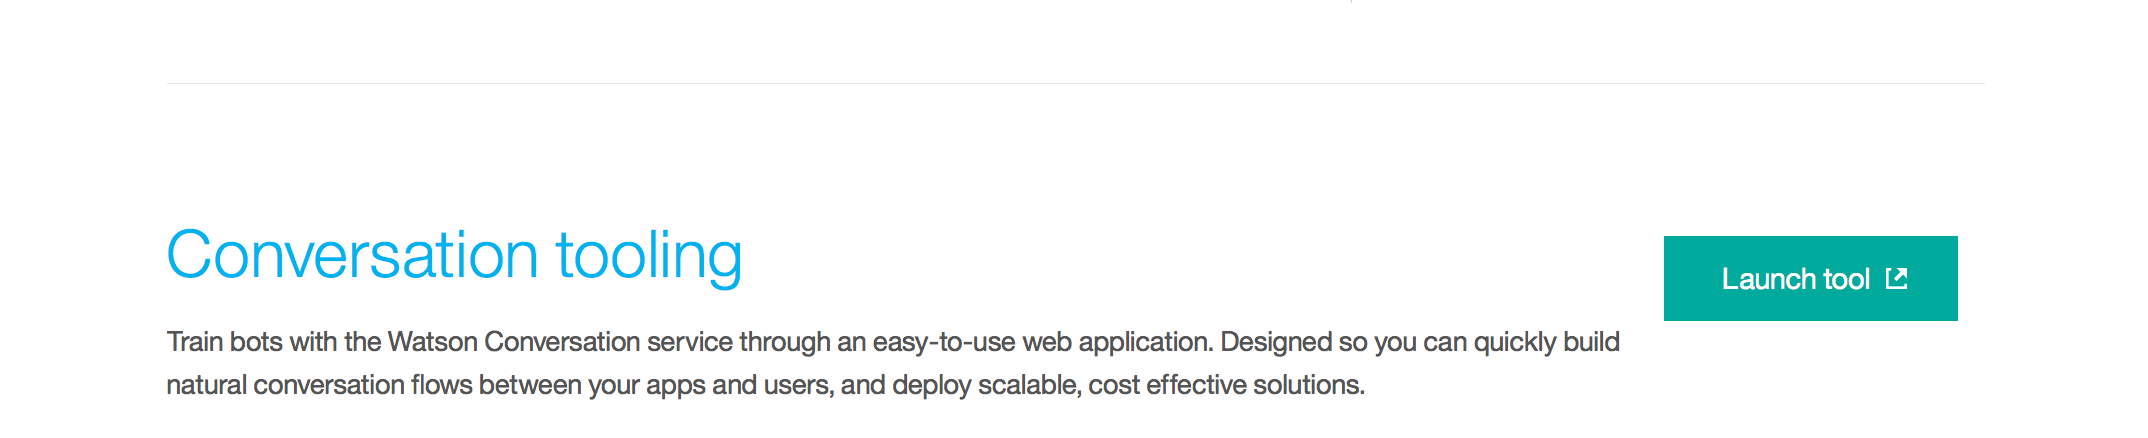 Conversation tooling
Launch tool
Train bots with the Watson Conversation service through an easy-to-use web application. Designed so you can quickly build
natural conversation flows between your apps and users, and deploy scalable, cost effective solutions.